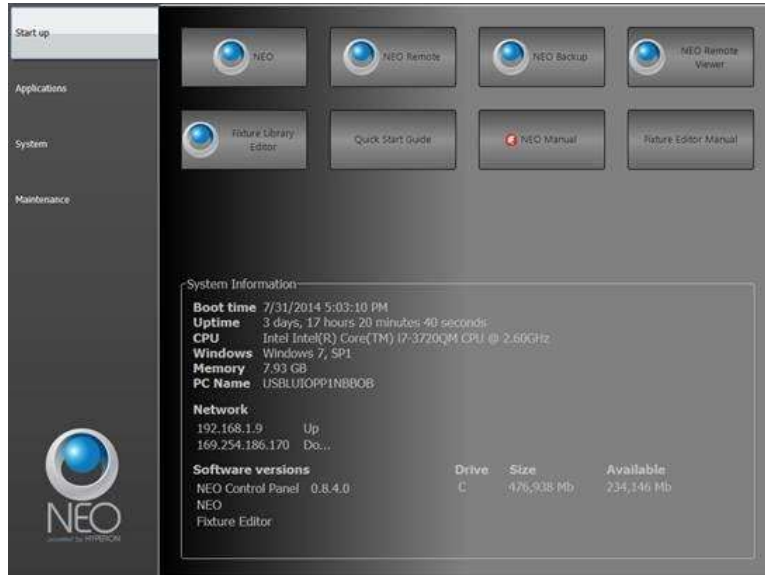 Start up
Applications
System
Maintenance
NEO
NEO Remote
NEO Backup
NEO Remote
Viewer
Fixture Library
Editor
Quick Start Guide
NEO Manual
Fixture Editor Manual
System Information
Boot time 7/31/2014 5:03:10 PM
Uptime 3 days, 17 hours 20 minutes 40 seconds
CPU Intel Intel(R) Core(TM) i7-3720QM CPU @ 2.60GHz
Windows Windows 7, SP1
Memory 7.93 GB
PC Name USBLUIOPP1NBBOB
Network
192.168.1.9 Up
169.254.186.170 Do...
Software versions Drive Size Available
NEO Control Panel 0.8.4.0 C 476,938 Mb 234,146 Mb
NEO
Fixture Editor
NEO
powered by HYPERION